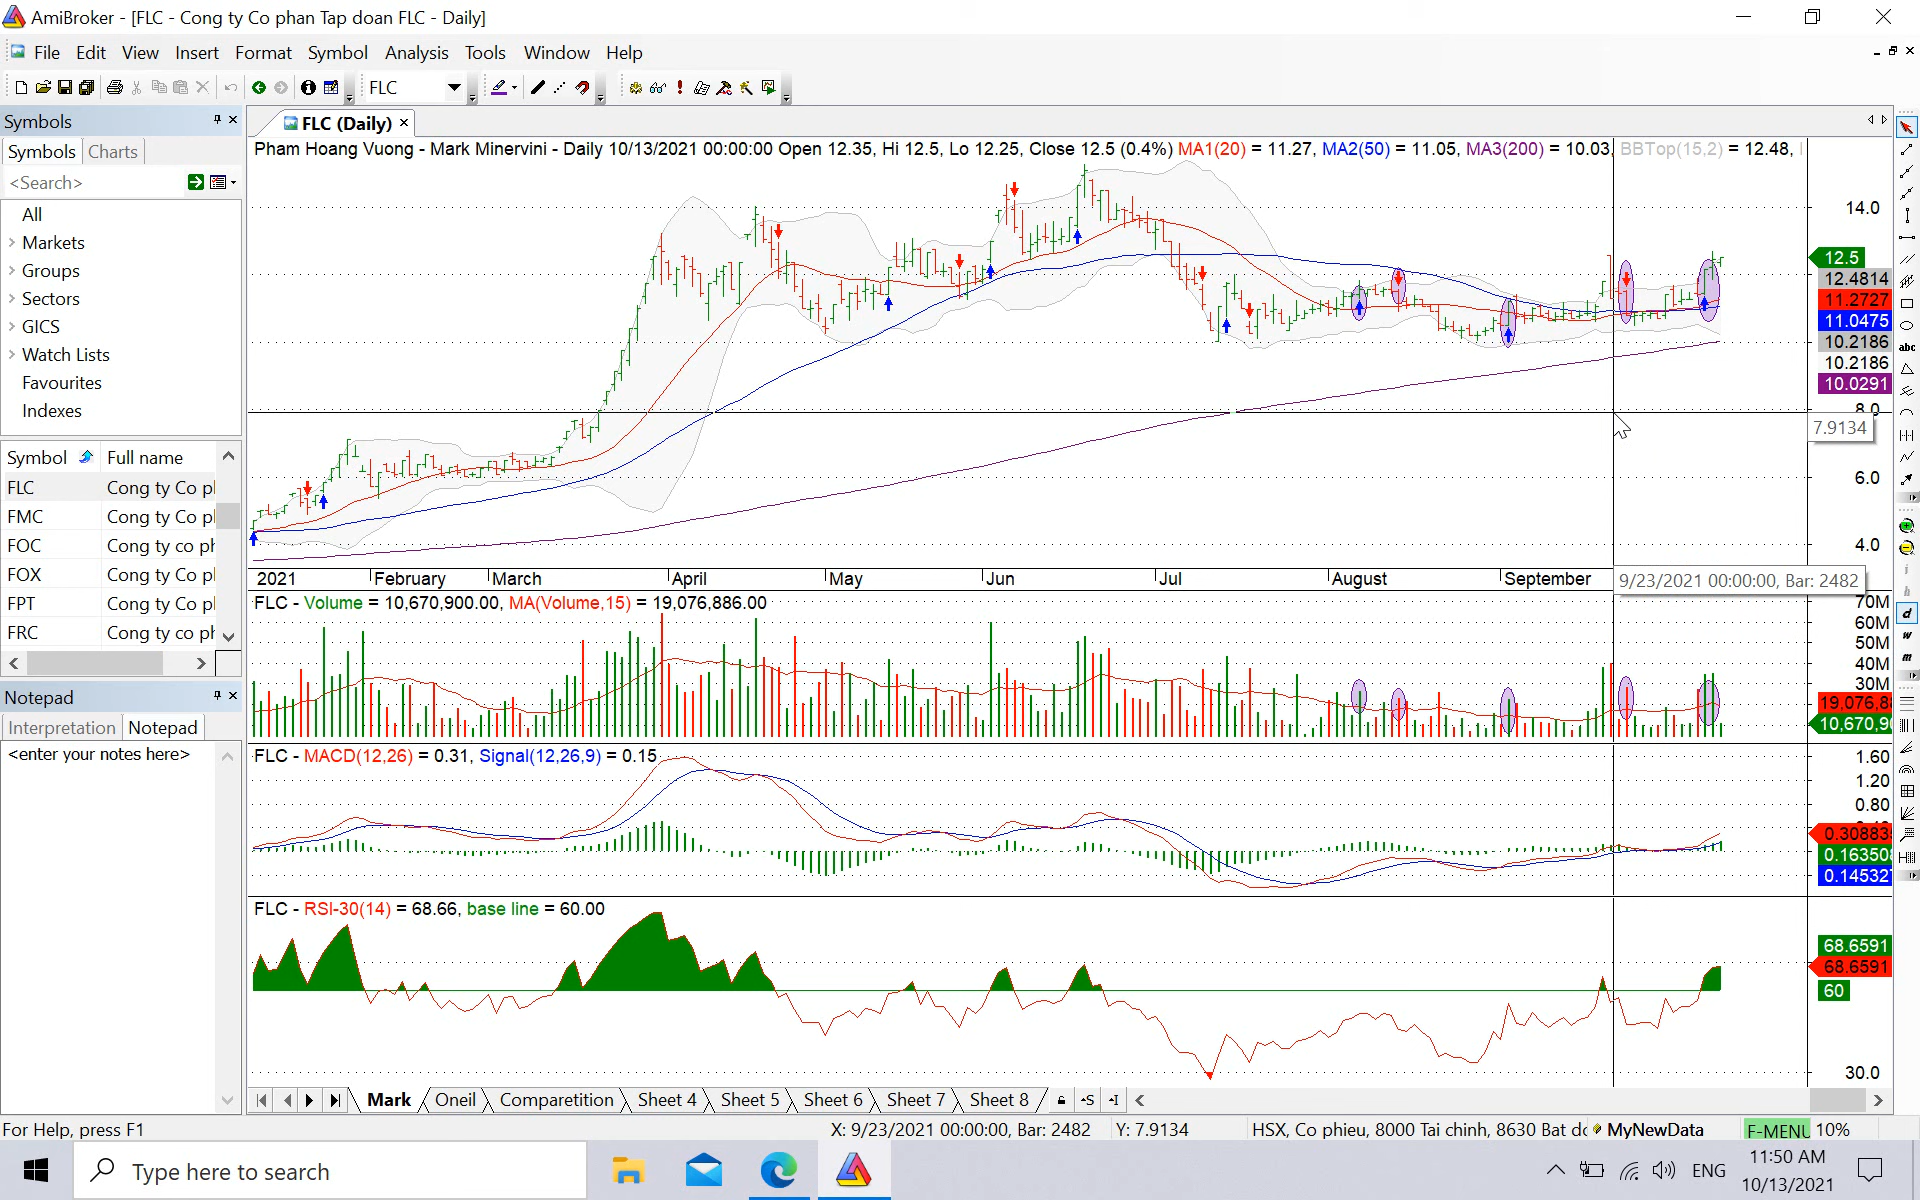 AmiBroker - [FLC - Cong ty Co phan Tap doan FLC - Daily]
File Edit View Insert Format Symbol Analysis Tools Window Help
FLC
Symbols
Symbols Charts
<Search>
All
Markets
Groups
Sectors
GICS
Watch Lists
Favourites
Indexes
Symbol Full name
FLC Cong ty Co pl
FMC Cong ty Co pl
FOC Cong ty co ph
FOX Cong ty Co pl
FPT Cong ty Co pl
FRC Cong ty co ph
Notepad
Interpretation Notepad
<enter your notes here>
FLC (Daily)
Pham Hoang Vuong - Mark Minervini - Daily 10/13/2021 00:00:00 Open 12.35, Hi 12.5, Lo 12.25, Close 12.5 (0.4%) MA1(20) = 11.27, MA2(50) = 11.05, MA3(200) = 10.03, BBTop(15,2) = 12.48,
14.0
12.5
12.4814
11.2727
11.0475
10.2186
10.2186
10.0291
8.0
7.9134
6.0
4.0
2021 February March April May Jun Jul August September
9/23/2021 00:00:00, Bar: 2482
FLC - Volume = 10,670,900.00, MA(Volume,15) = 19,076,886.00
70M
60M
50M
40M
30M
19,076,8
10,670,9
FLC - MACD(12,26) = 0.31, Signal(12,26,9) = 0.15
1.60
1.20
0.80
0.30883
0.16350
0.14532
FLC - RSI-30(14) = 68.66, base line = 60.00
68.6591
68.6591
60
30.0
Mark Oneil Comparetition Sheet 4 Sheet 5 Sheet 6 Sheet 7 Sheet 8
abc
d
w
m
For Help, press F1
X: 9/23/2021 00:00:00, Bar: 2482 Y: 7.9134 HSX, Co phieu, 8000 Tai chinh, 8630 Bat dc MyNewData F-MENU 10%
Type here to search
ENG
11:50 AM
10/13/2021